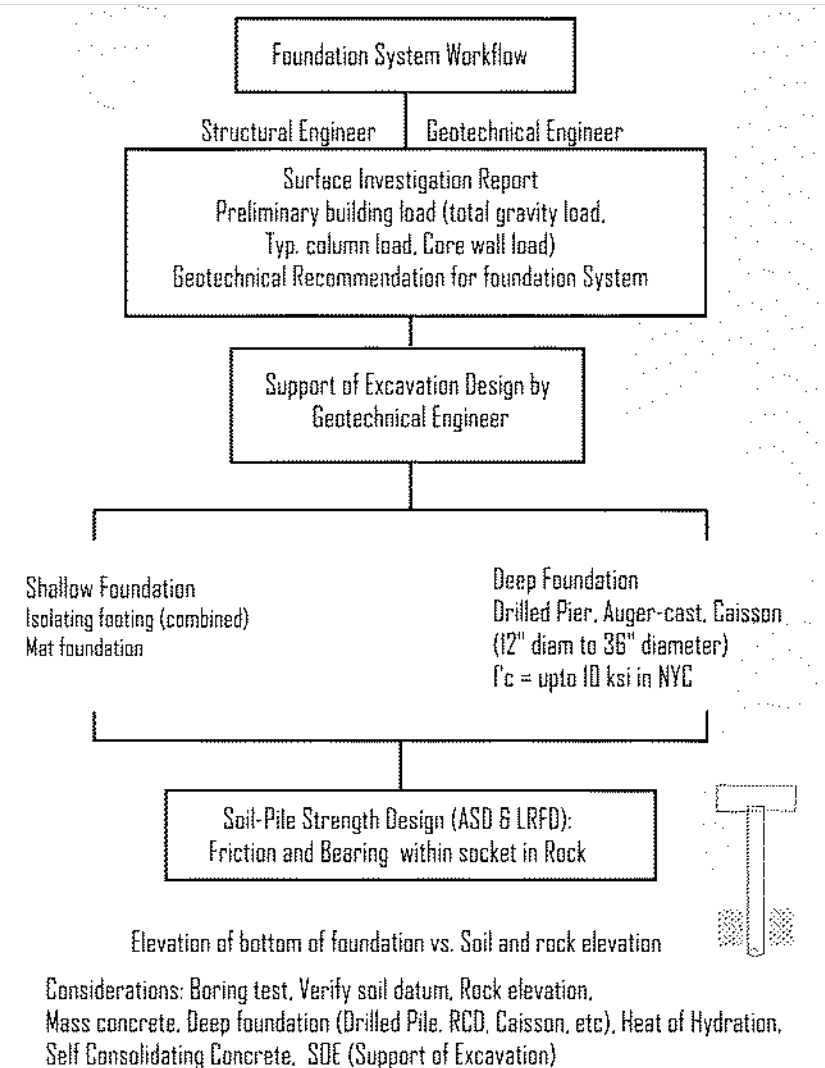 Foundation System Workflow
Structural Engineer
Geotechnical Engineer
Surface Investigation Report
Preliminary building load (total gravity load,
Typ. column load, Core wall load)
Geotechnical Recommendation for foundation System
Support of Excavation Design by
Geotechnical Engineer
Shallow Foundation
Isolating footing (combined)
Mat foundation
Deep Foundation
Drilled Pier, Auger-cast, Caisson
(12" diam to 36" diameter)
f'c = upto 10 ksi in NYC
Soil-Pile Strength Design (ASD & LRFD):
Friction and Bearing within socket in Rock
Elevation of bottom of foundation vs. Soil and rock elevation
Considerations: Boring test, Verify soil datum, Rock elevation,
Mass concrete, Deep foundation (Drilled Pile, RCD, Caisson, etc), Heat of Hydration,
Self Consolidating Concrete, SOE (Support of Excavation)